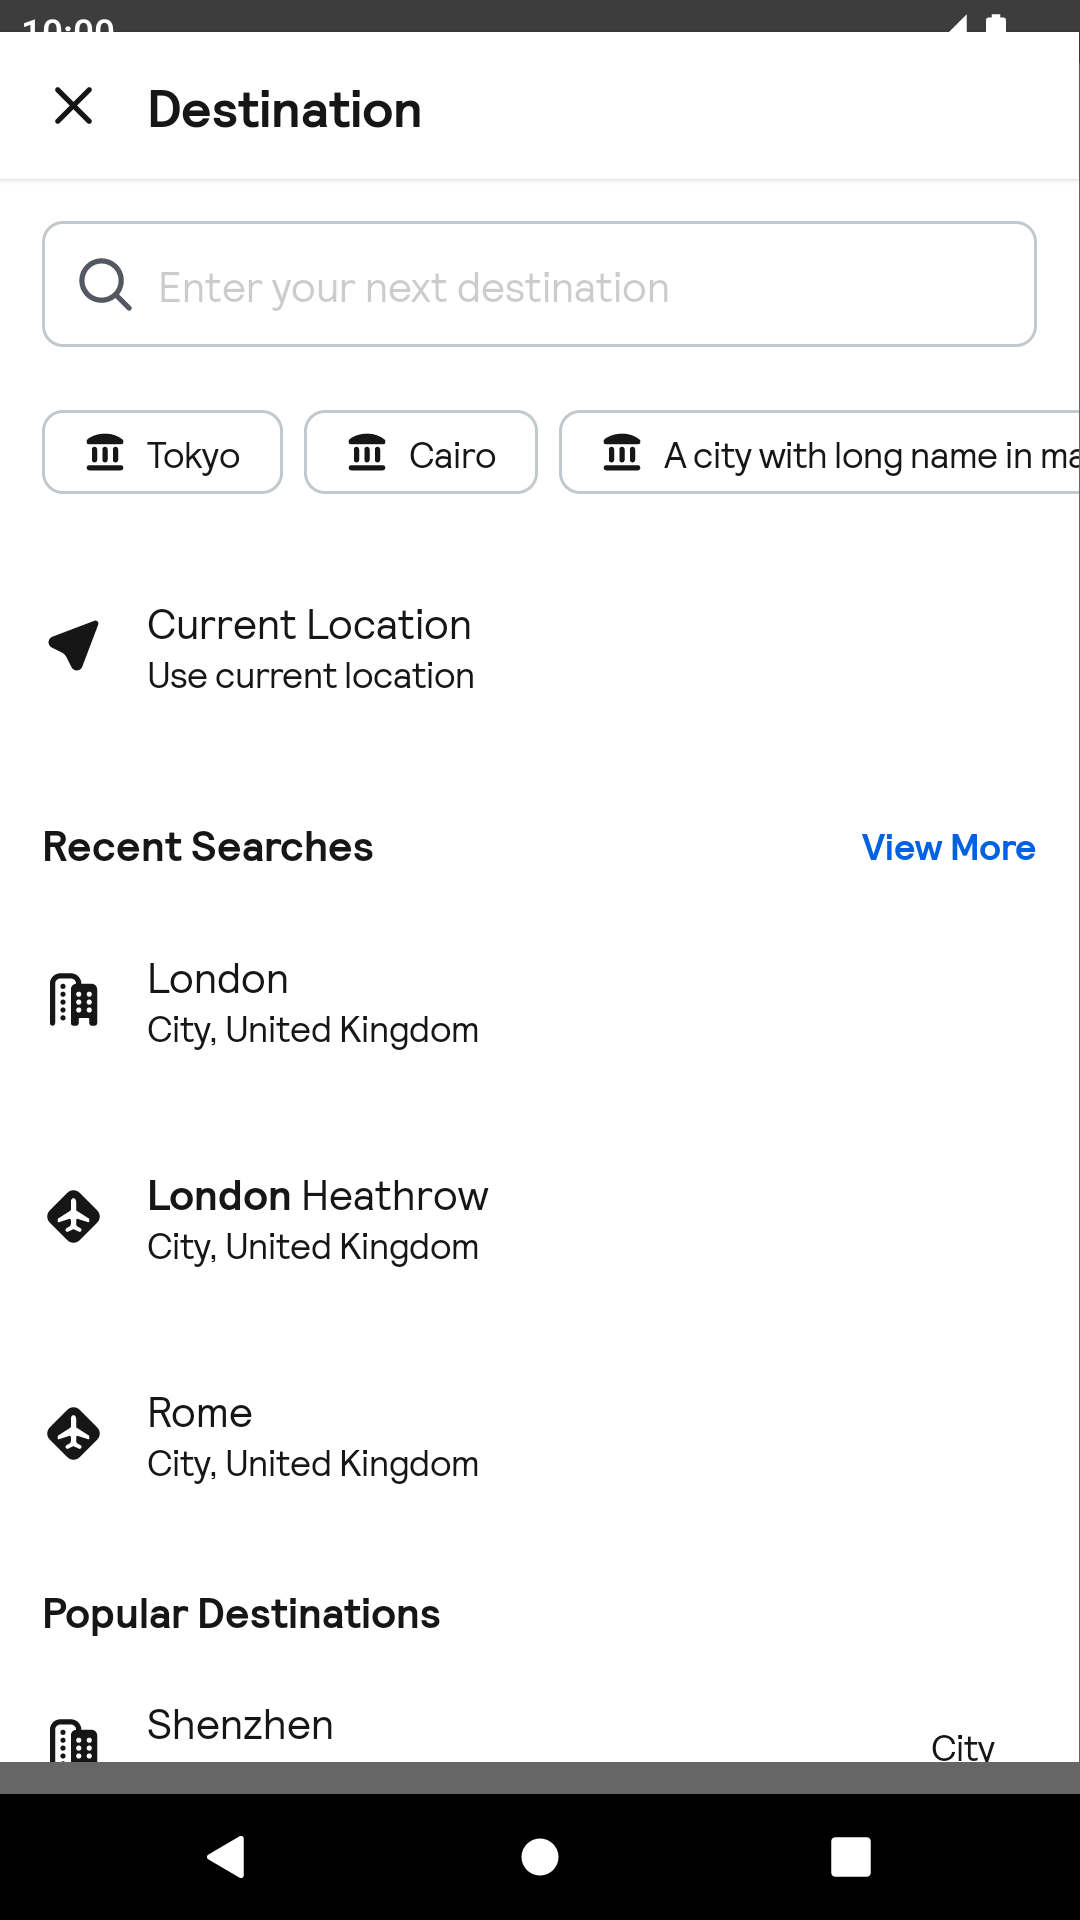 10:00
Destination
Enter your next destination
Tokyo
Cairo
A city with long name in
Current Location
Use current location
Recent Searches
View More
London
City, United Kingdom
London Heathrow
City, United Kingdom
Rome
City, United Kingdom
Popular Destinations
Shenzhen
City